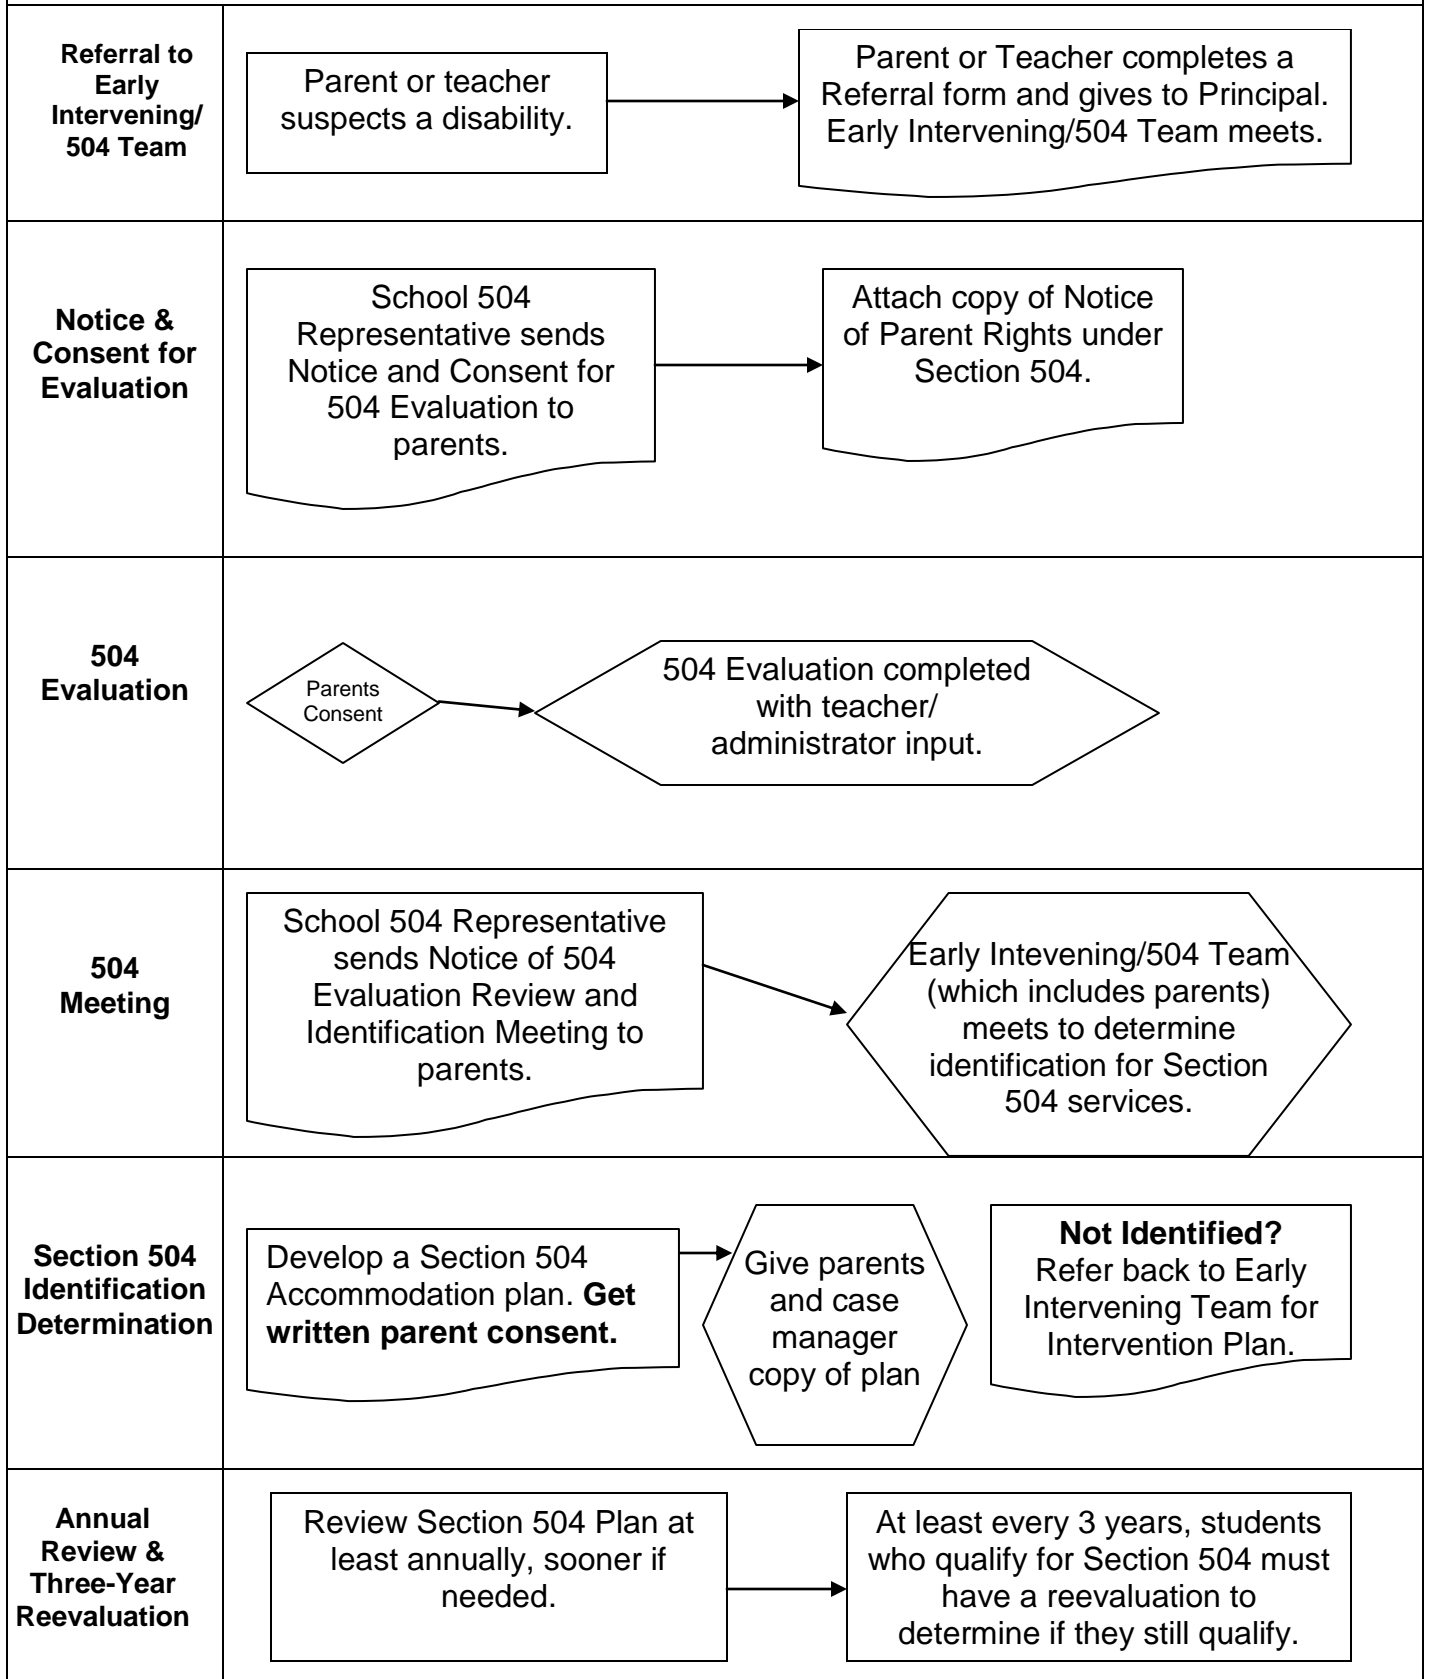 Referral to
Early
Intervening/
504 Team
Parent or teacher
suspects a disability.
Parent or Teacher completes a
Referral form and gives to Principal.
Early Intervening/504 Team meets.
Notice &
Consent for
Evaluation
School 504
Representative sends
Notice and Consent for
504 Evaluation to
parents.
Attach copy of Notice
of Parent Rights under
Section 504.
504
Evaluation
Parents
Consent
504 Evaluation completed
with teacher/
administrator input.
504
Meeting
School 504 Representative
sends Notice of 504
Evaluation Review and
Identification Meeting to
parents.
Early Intevening/504 Team
(which includes parents)
meets to determine
identification for Section
504 services.
Section 504
Identification
Determination
Develop a Section 504
Accommodation plan. Get
written parent consent.
Give parents
and case
manager
copy of plan
Not Identified?
Refer back to Early
Intervening Team for
Intervention Plan.
Annual
Review &
Three-Year
Reevaluation
Review Section 504 Plan at
least annually, sooner if
needed.
At least every 3 years, students
who qualify for Section 504 must
have a reevaluation to
determine if they still qualify.